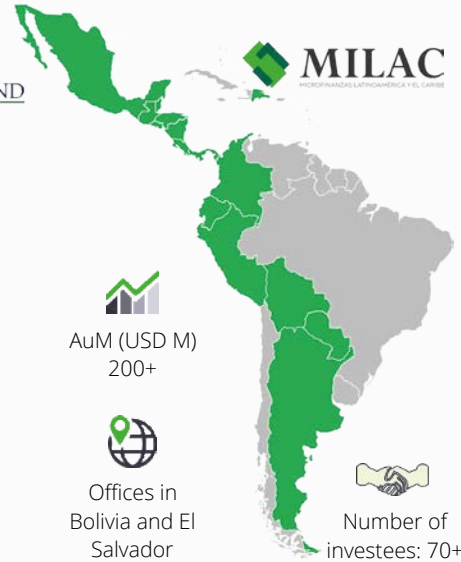 ND
MILAC
MICROFINANZAS LATINOAMÉRICA Y EL CARIBE
AuM (USD M)
200+
Offices in
Bolivia and El
Salvador
Number of
investees: 70+